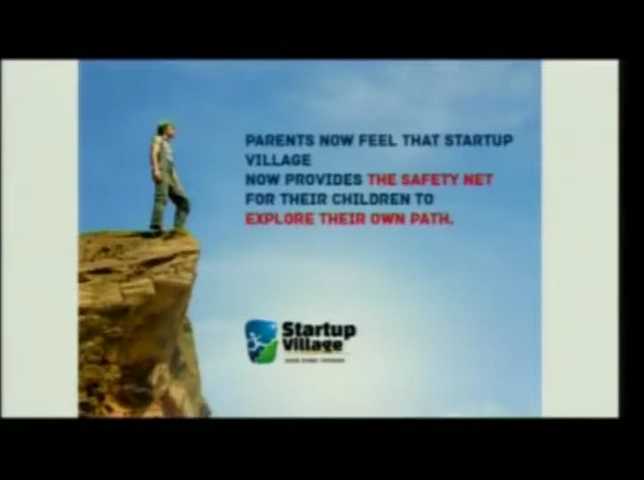 PARENTS NOW FEEL THAT STARTUP
VILLAGE
NOW PROVIDES THE SAFETY NET
FOR THEIR CHILDREN TO
EXPLORE THEIR OWN PATH.
Startup
Village